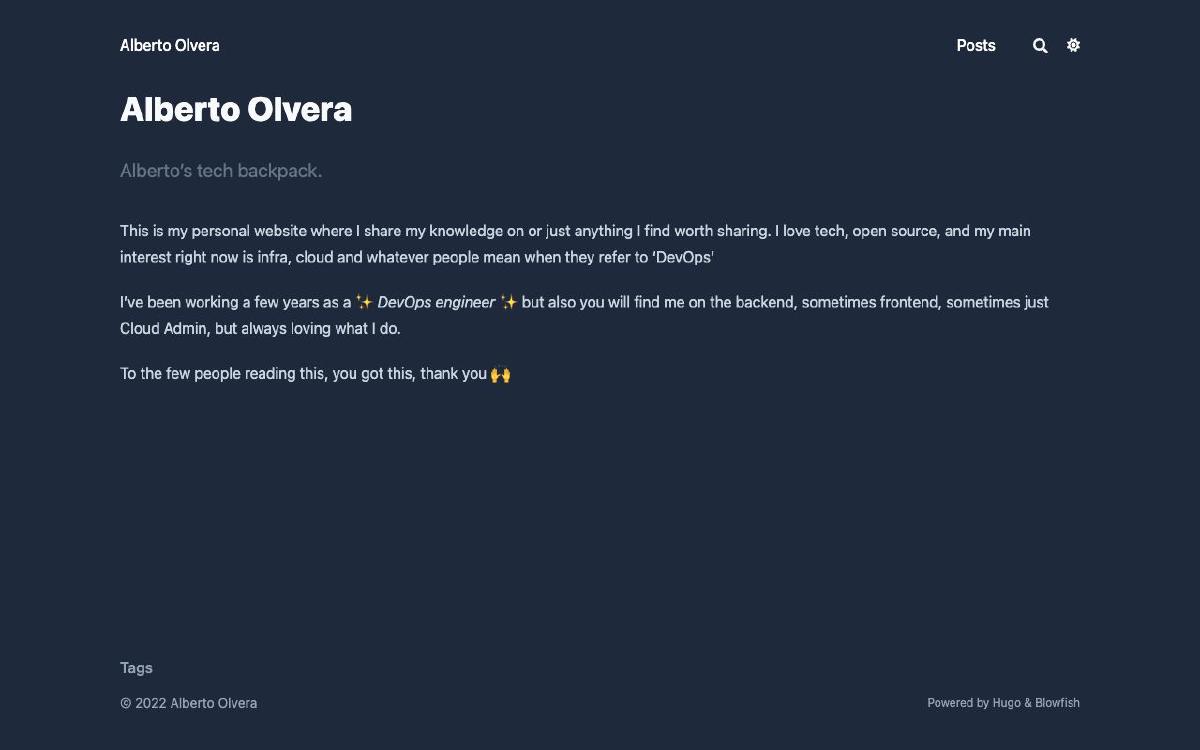 Alberto Olvera
Posts
Alberto Olvera
Alberto’s tech backpack.
This is my personal website where I share my knowledge on or just anything I find worth sharing. I love tech, open source, and my main
interest right now is infra, cloud and whatever people mean when they refer to ‘DevOps’
I’ve been working a few years as a ✨ DevOps engineer ✨ but also you will find me on the backend, sometimes frontend, sometimes just
Cloud Admin, but always loving what I do.
To the few people reading this, you got this, thank you 🙌
Tags
© 2022 Alberto Olvera
Powered by Hugo & Blowfish